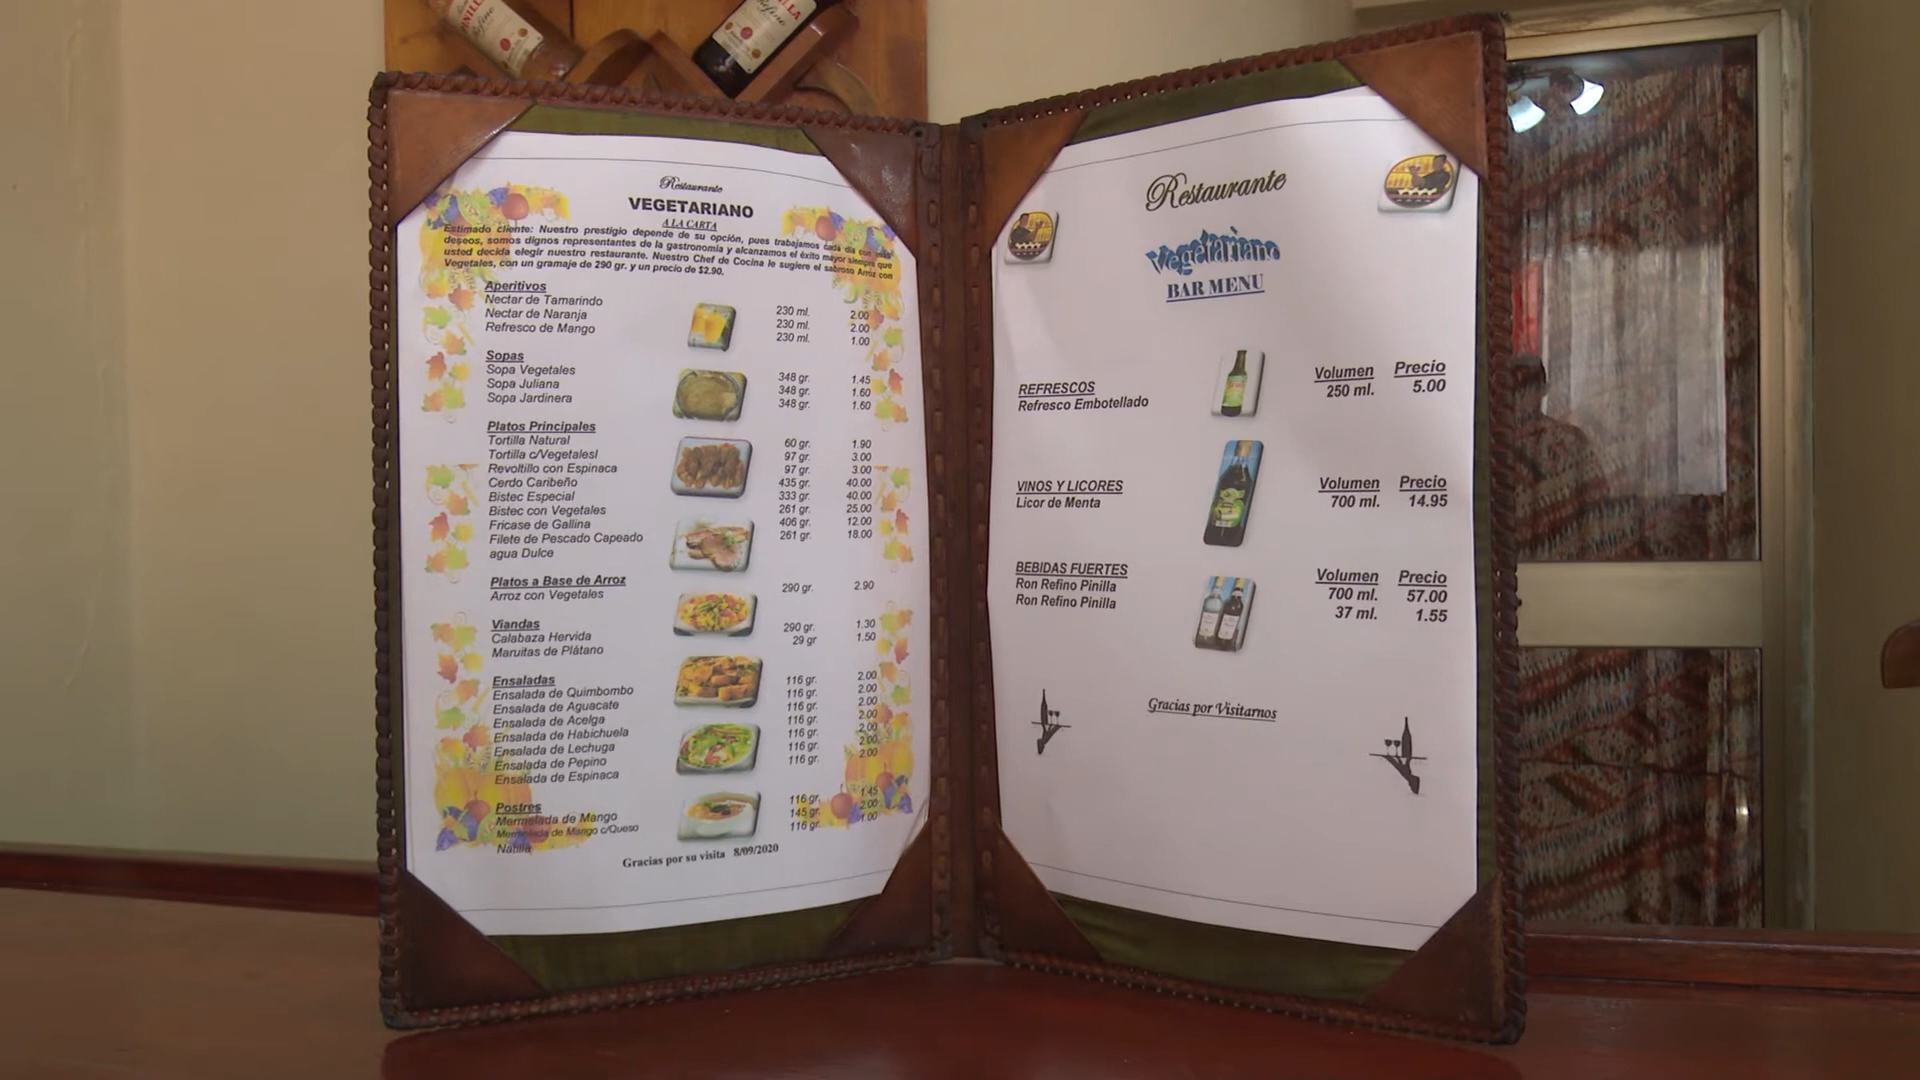 Restaurante
VEGETARIANO
A LA CARTA
Estimado cliente: Nuestro prestigio depende de su opción, pues trabajamos cada día con más
deseos, somos dignos representantes de la gastronomía y alcanzamos el éxito mayor siempre que
usted decida elegir nuestro restaurante. Nuestro Chef de Cocina le sugiere el sabroso Arroz con
Vegetales, con un gramaje de 290 gr. y un precio de $2.90.
Aperitivos
Nectar de Tamarindo 230 ml. 2.00
Nectar de Naranja 230 ml. 2.00
Refresco de Mango 230 ml. 1.00
Sopas
Sopa Vegetales 348 gr. 1.45
Sopa Juliana 348 gr. 1.60
Sopa Jardinera 348 gr. 1.60
Platos Principales
Tortilla Natural 60 gr. 1.90
Tortilla c/Vegetalesl 97 gr. 3.00
Revoltillo con Espinaca 97 gr. 3.00
Cerdo Caribeño 435 gr. 40.00
Bistec Especial 333 gr. 40.00
Bistec con Vegetales 261 gr. 25.00
Fricase de Gallina 406 gr. 12.00
Filete de Pescado Capeado 261 gr. 18.00
agua Dulce
Platos a Base de Arroz
Arroz con Vegetales 290 gr. 2.90
Viandas
Calabaza Hervida 290 gr. 1.30
Maruitas de Plátano 29 gr 1.50
Ensaladas
Ensalada de Quimbombo 116 gr. 2.00
Ensalada de Aguacate 116 gr. 2.00
Ensalada de Acelga 116 gr. 2.00
Ensalada de Habichuela 116 gr. 2.00
Ensalada de Lechuga 116 gr. 2.00
Ensalada de Pepino 116 gr. 2.00
Ensalada de Espinaca 116 gr. 2.00
Postres
Mermelada de Mango 116 gr. 1.45
Mermelada de Mango c/Queso 145 gr. 2.00
Natilla 116 gr. 1.00
Gracias por su visita 8/09/2020
Restaurante
Vegetariano
BAR MENU
REFRESCOS Volumen Precio
Refresco Embotellado 250 ml. 5.00
VINOS Y LICORES Volumen Precio
Licor de Menta 700 ml. 14.95
BEBIDAS FUERTES Volumen Precio
Ron Refino Pinilla 700 ml. 57.00
Ron Refino Pinilla 37 ml. 1.55
Gracias por Visitarnos